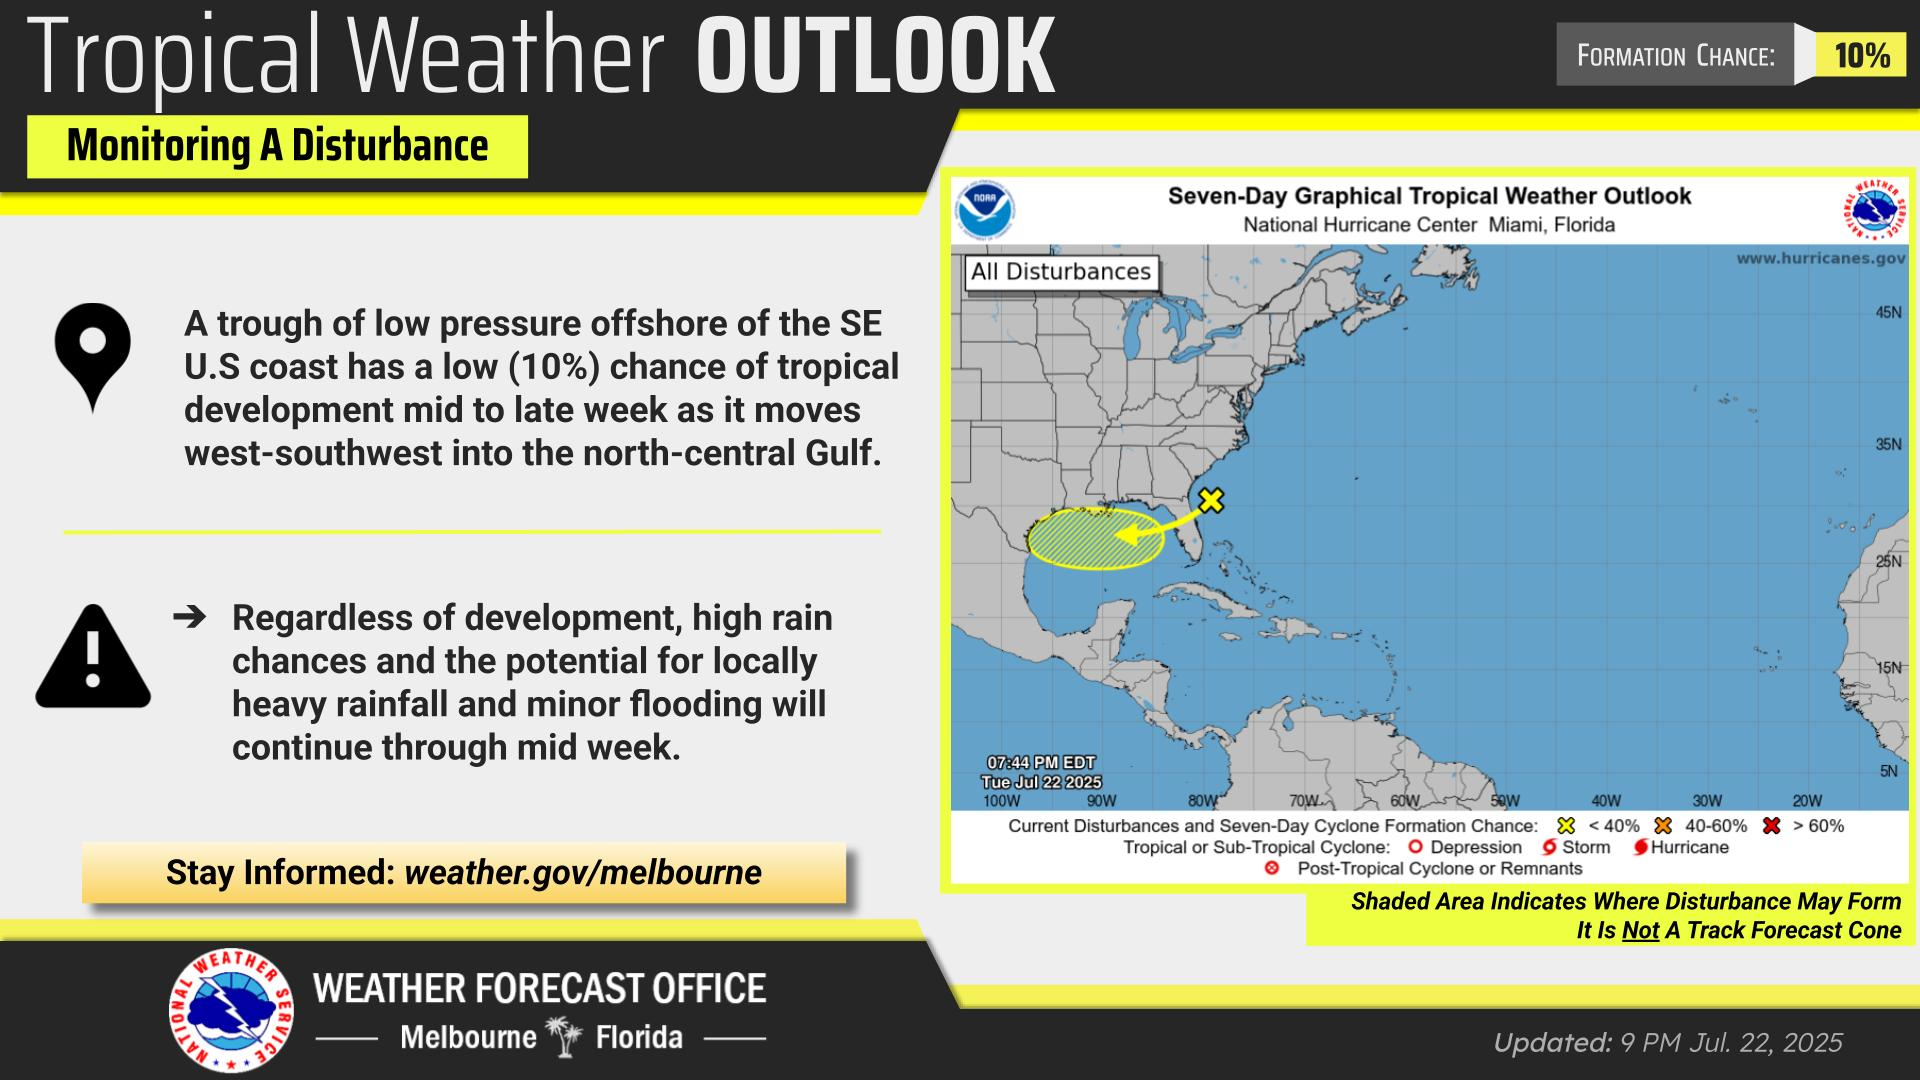 Tropical Weather OUTLOOK
FORMATION CHANCE: 10%
Monitoring A Disturbance
A trough of low pressure offshore of the SE
U.S coast has a low (10%) chance of tropical
development mid to late week as it moves
west-southwest into the north-central Gulf.
➔ Regardless of development, high rain
chances and the potential for locally
heavy rainfall and minor flooding will
continue through mid week.
Stay Informed: weather.gov/melbourne
NOAA
Seven-Day Graphical Tropical Weather Outlook
National Hurricane Center Miami, Florida
NATIONAL WEATHER SERVICE
All Disturbances
www.hurricanes.gov
45N
35N
25N
15N
5N
07:44 PM EDT
Tue Jul 22 2025
100W 90W 80W 70W 60W 50W 40W 30W 20W
Current Disturbances and Seven-Day Cyclone Formation Chance: < 40% 40-60% > 60%
Tropical or Sub-Tropical Cyclone: Depression Storm Hurricane
Post-Tropical Cyclone or Remnants
Shaded Area Indicates Where Disturbance May Form
It Is Not A Track Forecast Cone
NATIONAL WEATHER SERVICE
WEATHER FORECAST OFFICE
Melbourne Florida
Updated: 9 PM Jul. 22, 2025